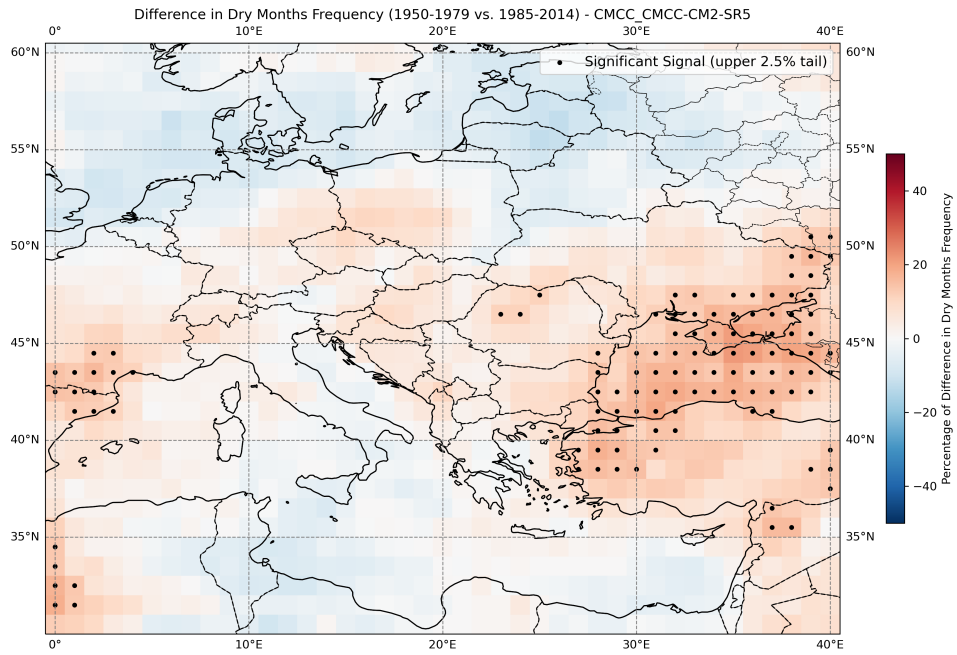 Difference in Dry Months Frequency (1950-1979 vs. 1985-2014) - CMCC_CMCC-CM2-SR5
0° 10°E 20°E 30°E 40°E
60°N 60°N
Significant Signal (upper 2.5% tail)
55°N 55°N
50°N 50°N
45°N 45°N
40°N 40°N
35°N 35°N
0° 10°E 20°E 30°E 40°E
40
20
0
−20
−40
Percentage of Difference in Dry Months Frequency